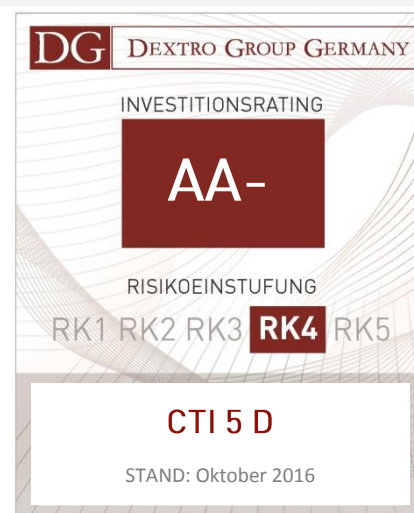 DG DEXTRO GROUP GERMANY
INVESTITIONSRATING
AA-
RISIKOEINSTUFUNG
RK1 RK2 RK3 RK4 RK5
CTI 5 D
STAND: Oktober 2016